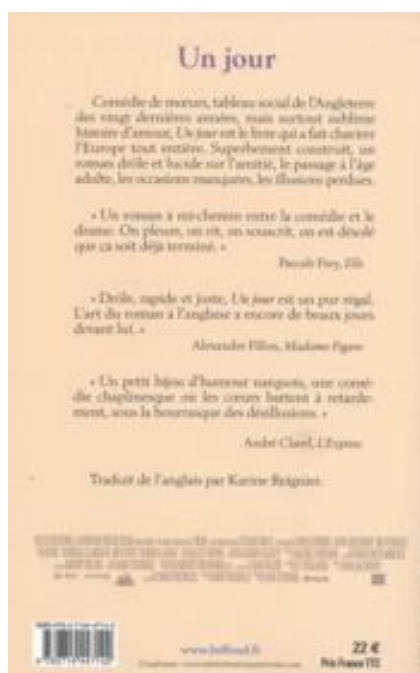 Un jour
Comédie de mœurs, tableau social de l'Angleterre
des vingt dernières années, mais surtout sublime
histoire d'amour, Un jour est le livre qui a fait chavirer
l'Europe tout entière. Superbement construit, un
roman drôle et lucide sur l'amitié, le passage à l'âge
adulte, les occasions manquées, les illusions perdues.
« Un roman à mi-chemin entre la comédie et le
drame. On pleure, on rit, on souscrit, on est désolé
que ça soit déjà terminé. »
Pascale Frey, Elle
« Drôle, rapide et juste, Un jour est un pur régal.
L'art du roman à l'anglaise a encore de beaux jours
devant lui. »
Alexandre Fillon, Madame Figaro
« Un petit bijou d'humour narquois, une comé-
die chaplinesque où les cœurs battent à retarde-
ment, sous la bourrasque des désillusions. »
André Clavel, L'Express
Traduit de l'anglais par Karine Reignier.
www.belfond.fr
22 €
Prix France TTC